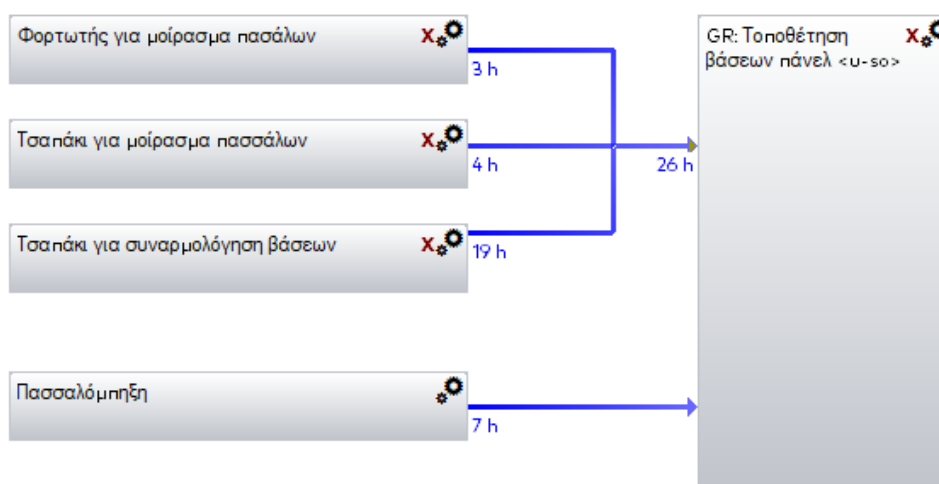 Φορτωτής για μοίρασμα πασάλων
3 h
Τσαπάκι για μοίρασμα πασσάλων
4 h
26 h
Τσαπάκι για συναρμολόγηση βάσεων
19 h
Πασσαλόμπηξη
7 h
GR: Τοποθέτηση
βάσεων πάνελ <u-so>